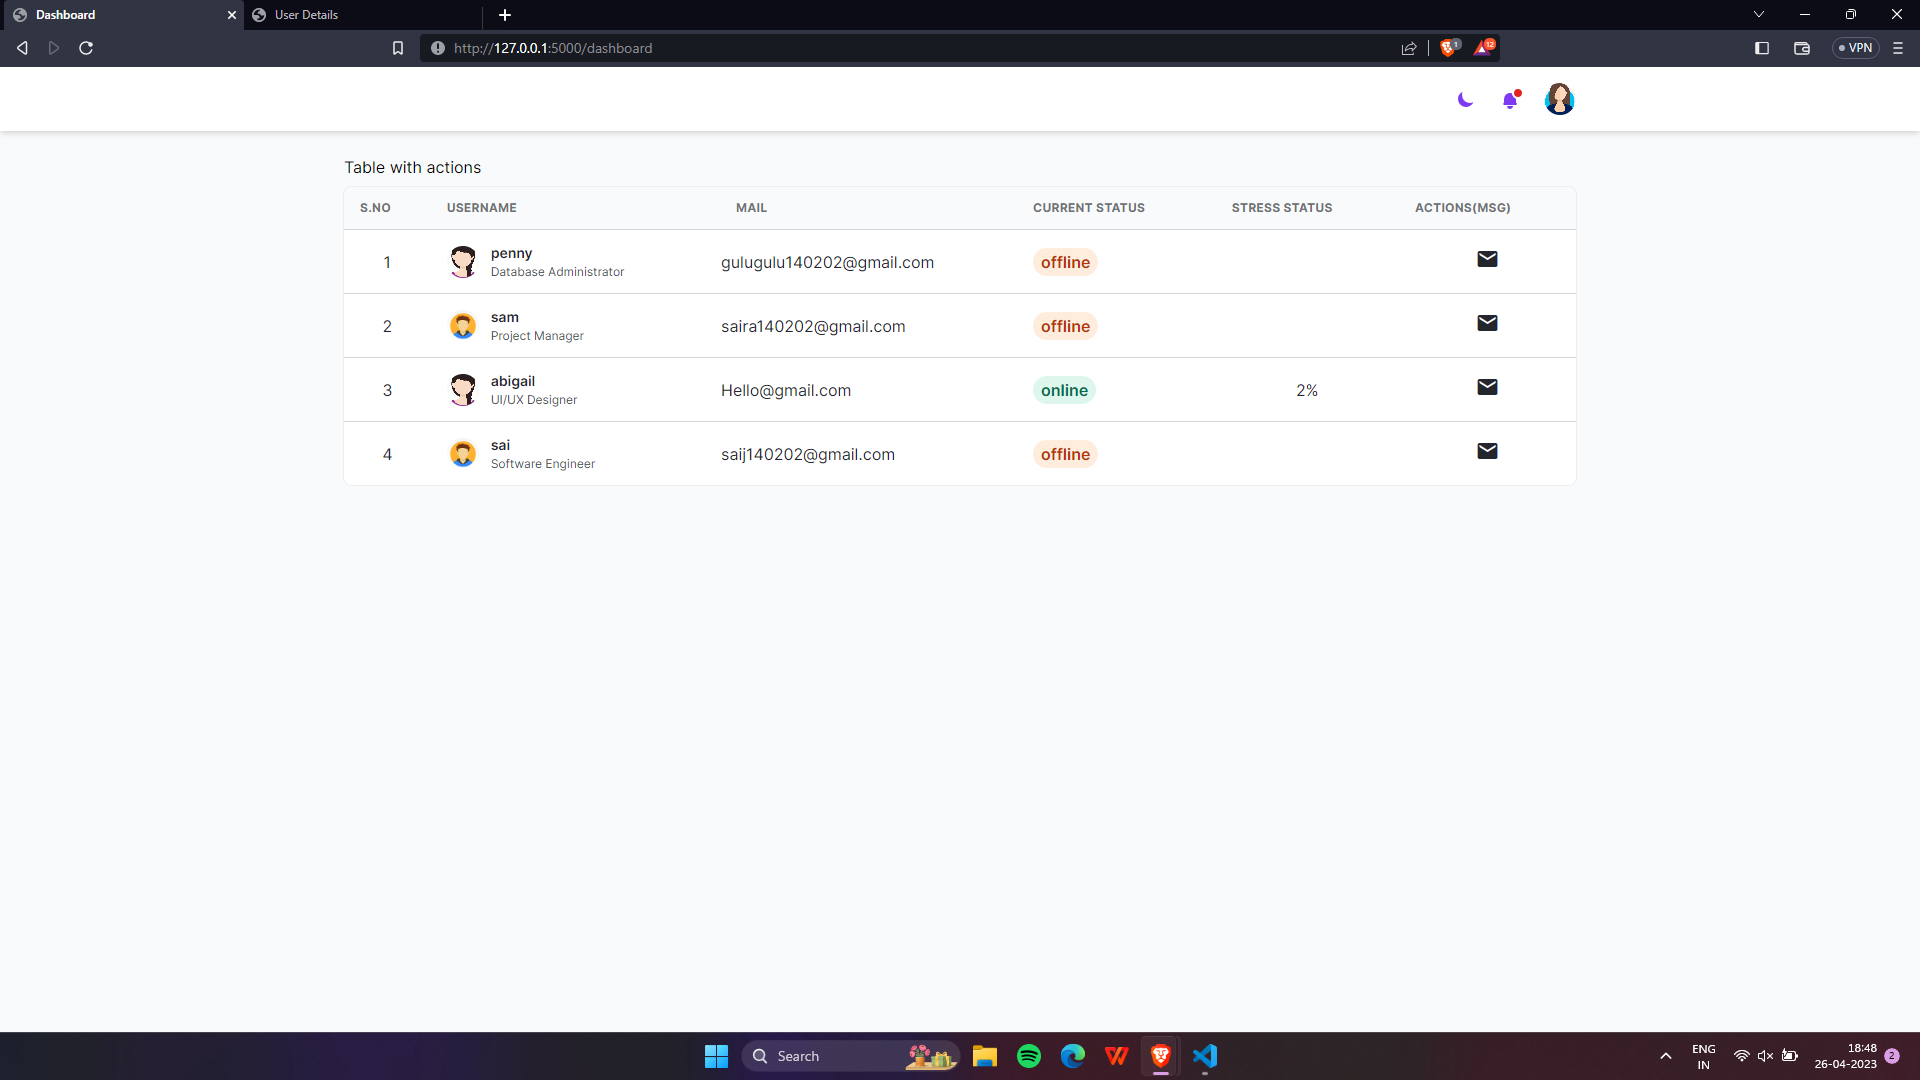 Dashboard
User Details
http://127.0.0.1:5000/dashboard
1
12
VPN
Table with actions
S.NO USERNAME MAIL CURRENT STATUS STRESS STATUS ACTIONS(MSG)
1 penny gulugulu140202@gmail.com offline
Database Administrator
2 sam saira140202@gmail.com offline
Project Manager
3 abigail Hello@gmail.com online 2%
UI/UX Designer
4 sai saij140202@gmail.com offline
Software Engineer
Search
ENG
IN
18:48
26-04-2023
2